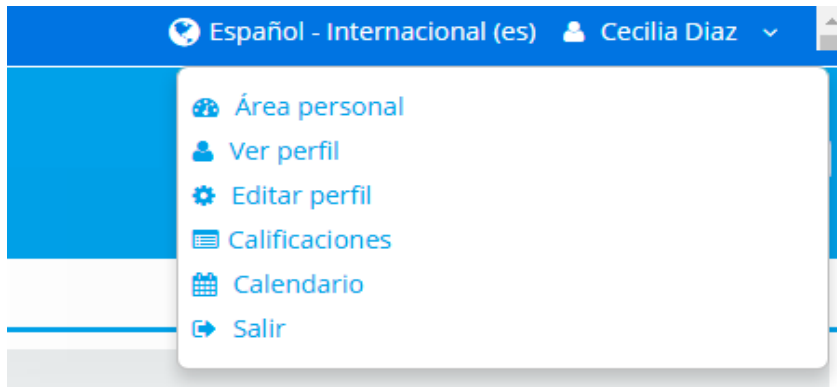 Español - Internacional (es) Cecilia Diaz
Área personal
Ver perfil
Editar perfil
Calificaciones
Calendario
Salir